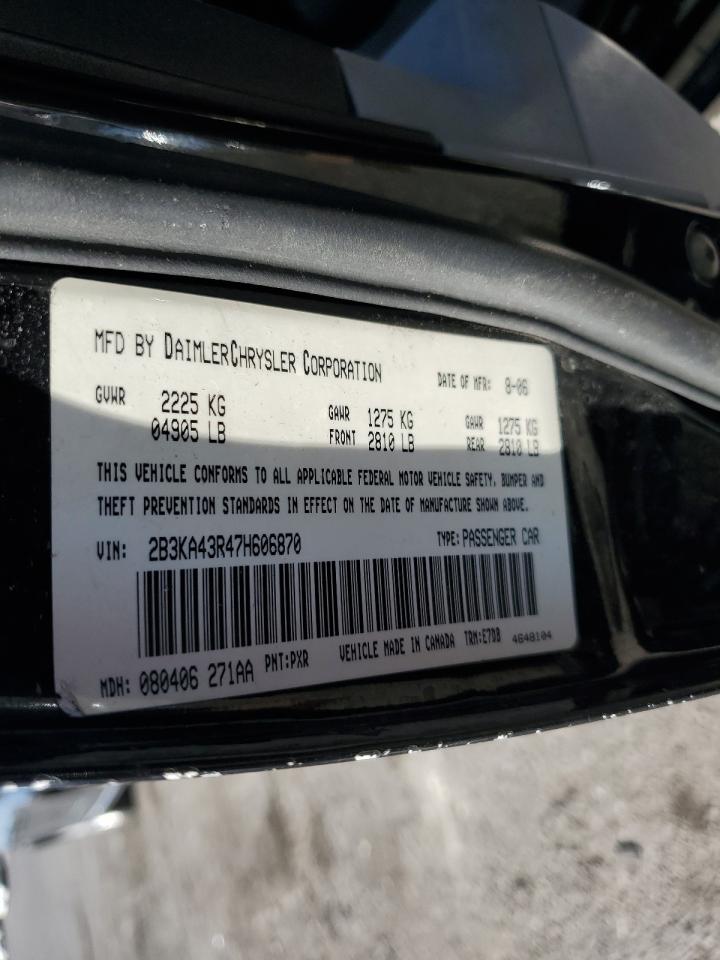 MFD BY DAIMLERCHRYSLER CORPORATION DATE OF MFR: 8-06
GVWR 2225 KG GAWR 1275 KG GAWR 1275 KG
04905 LB FRONT 2810 LB REAR 2810 LB
THIS VEHICLE CONFORMS TO ALL APPLICABLE FEDERAL MOTOR VEHICLE SAFETY, BUMPER AND
THEFT PREVENTION STANDARDS IN EFFECT ON THE DATE OF MANUFACTURE SHOWN ABOVE.
VIN: 2B3KA43R47H606870 TYPE: PASSENGER CAR
MDH: 080406 271AA PNT:PXR VEHICLE MADE IN CANADA TRM:E7DB 4648104